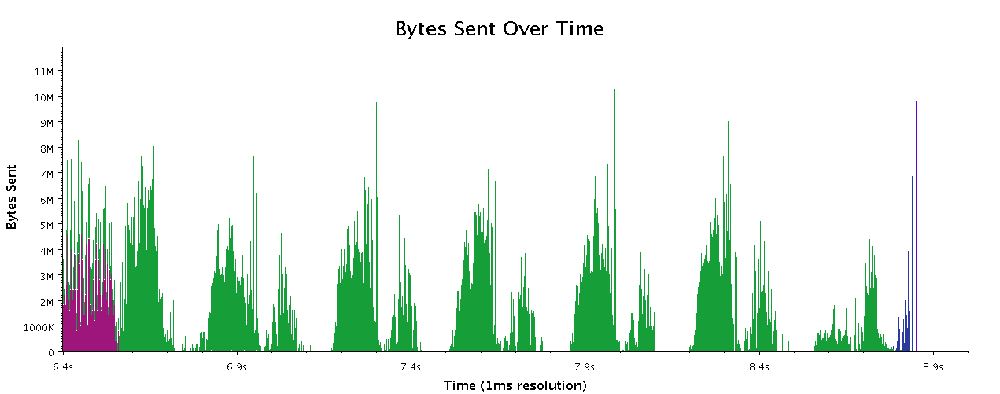 Bytes Sent Over Time
Bytes Sent
11M
10M
9M
8M
7M
6M
5M
4M
3M
2M
1000K
0
6.4s 6.9s 7.4s 7.9s 8.4s 8.9s
Time (1ms resolution)